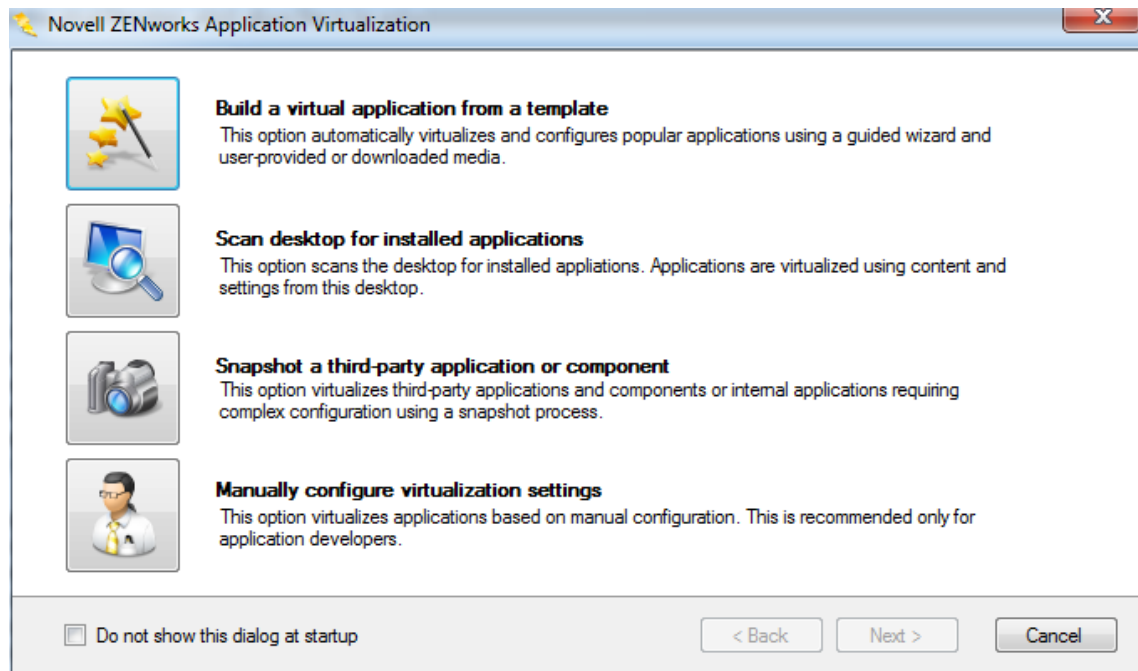 Novell ZENworks Application Virtualization
Build a virtual application from a template
This option automatically virtualizes and configures popular applications using a guided wizard and
user-provided or downloaded media.
Scan desktop for installed applications
This option scans the desktop for installed appliations. Applications are virtualized using content and
settings from this desktop.
Snapshot a third-party application or component
This option virtualizes third-party applications and components or internal applications requiring
complex configuration using a snapshot process.
Manually configure virtualization settings
This option virtualizes applications based on manual configuration. This is recommended only for
application developers.
Do not show this dialog at startup
< Back
Next >
Cancel